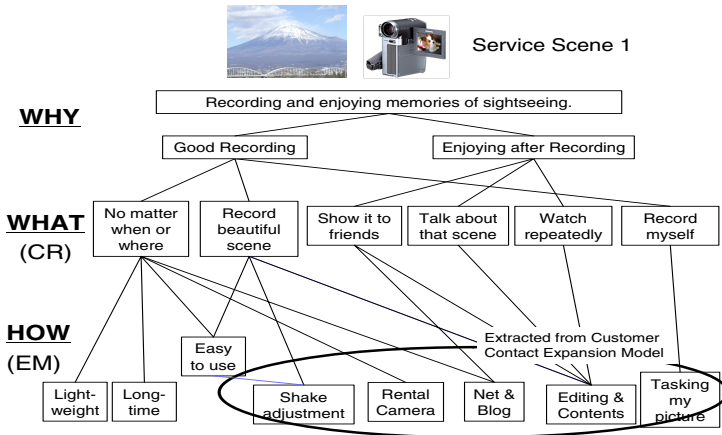 Service Scene 1
WHY
Recording and enjoying memories of sightseeing.
Good Recording
Enjoying after Recording
WHAT
(CR)
No matter
when or
where
Record
beautiful
scene
Show it to
friends
Talk about
that scene
Watch
repeatedly
Record
myself
HOW
(EM)
Extracted from Customer
Contact Expansion Model
Easy
to use
Light-
weight
Long-
time
Shake
adjustment
Rental
Camera
Net &
Blog
Editing &
Contents
Tasking
my
picture